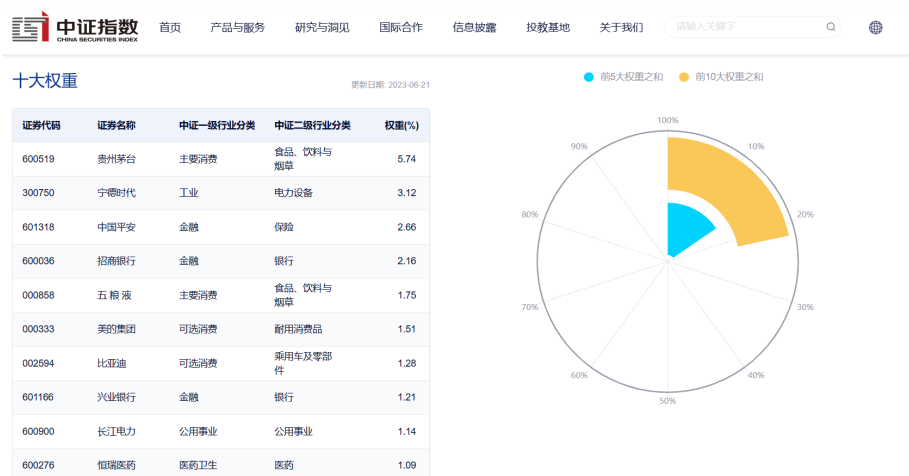 中证指数
CHINA SECURITIES INDEX
首页 产品与服务 研究与洞见 国际合作 信息披露 投教基地 关于我们 请输入关键字
十大权重
更新日期: 2023-06-21
证券代码 证券名称 中证一级行业分类 中证二级行业分类 权重(%)
600519 贵州茅台 主要消费 食品、饮料与烟草 5.74
300750 宁德时代 工业 电力设备 3.12
601318 中国平安 金融 保险 2.66
600036 招商银行 金融 银行 2.16
000858 五 粮 液 主要消费 食品、饮料与烟草 1.75
000333 美的集团 可选消费 耐用消费品 1.51
002594 比亚迪 可选消费 乘用车及零部件 1.28
601166 兴业银行 金融 银行 1.21
600900 长江电力 公用事业 公用事业 1.14
600276 恒瑞医药 医药卫生 医药 1.09
前5大权重之和 前10大权重之和
100%
10%
20%
30%
40%
50%
60%
70%
80%
90%